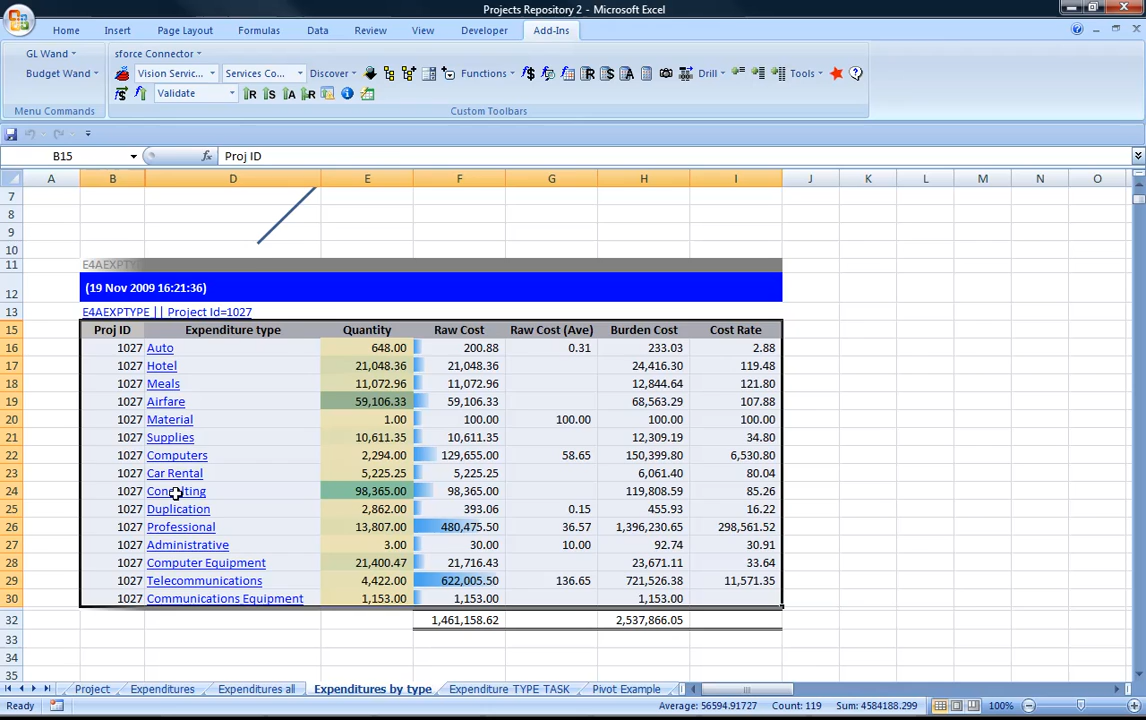 Projects Repository 2 - Microsoft Excel
Home Insert Page Layout Formulas Data Review View Developer Add-Ins
GL Wand sforce Connector
Budget Wand Vision Servic... Services Co... Discover Functions Drill Tools
Validate
Menu Commands Custom Toolbars
B15 fx Proj ID
A B D E F G H I J K L M N O
7
8
9
10
11 E4AEXPTY
12 (19 Nov 2009 16:21:36)
13 E4AEXPTYPE || Project Id=1027
15 Proj ID Expenditure type Quantity Raw Cost Raw Cost (Ave) Burden Cost Cost Rate
16 1027 Auto 648.00 200.88 0.31 233.03 2.88
17 1027 Hotel 21,048.36 21,048.36 24,416.30 119.48
18 1027 Meals 11,072.96 11,072.96 12,844.64 121.80
19 1027 Airfare 59,106.33 59,106.33 68,563.29 107.88
20 1027 Material 1.00 100.00 100.00 100.00 100.00
21 1027 Supplies 10,611.35 10,611.35 12,309.19 34.80
22 1027 Computers 2,294.00 129,655.00 58.65 150,399.80 6,530.80
23 1027 Car Rental 5,225.25 5,225.25 6,061.40 80.04
24 1027 Consulting 98,365.00 98,365.00 119,808.59 85.26
25 1027 Duplication 2,862.00 393.06 0.15 455.93 16.22
26 1027 Professional 13,807.00 480,475.50 36.57 1,396,230.65 298,561.52
27 1027 Administrative 3.00 30.00 10.00 92.74 30.91
28 1027 Computer Equipment 21,400.47 21,716.43 23,671.11 33.64
29 1027 Telecommunications 4,422.00 622,005.50 136.65 721,526.38 11,571.35
30 1027 Communications Equipment 1,153.00 1,153.00 1,153.00
32 1,461,158.62 2,537,866.05
33
34
35
Project Expenditures Expenditures all Expenditures by type Expenditure TYPE TASK Pivot Example
Ready Average: 56594.91727 Count: 119 Sum: 4584188.299 100%